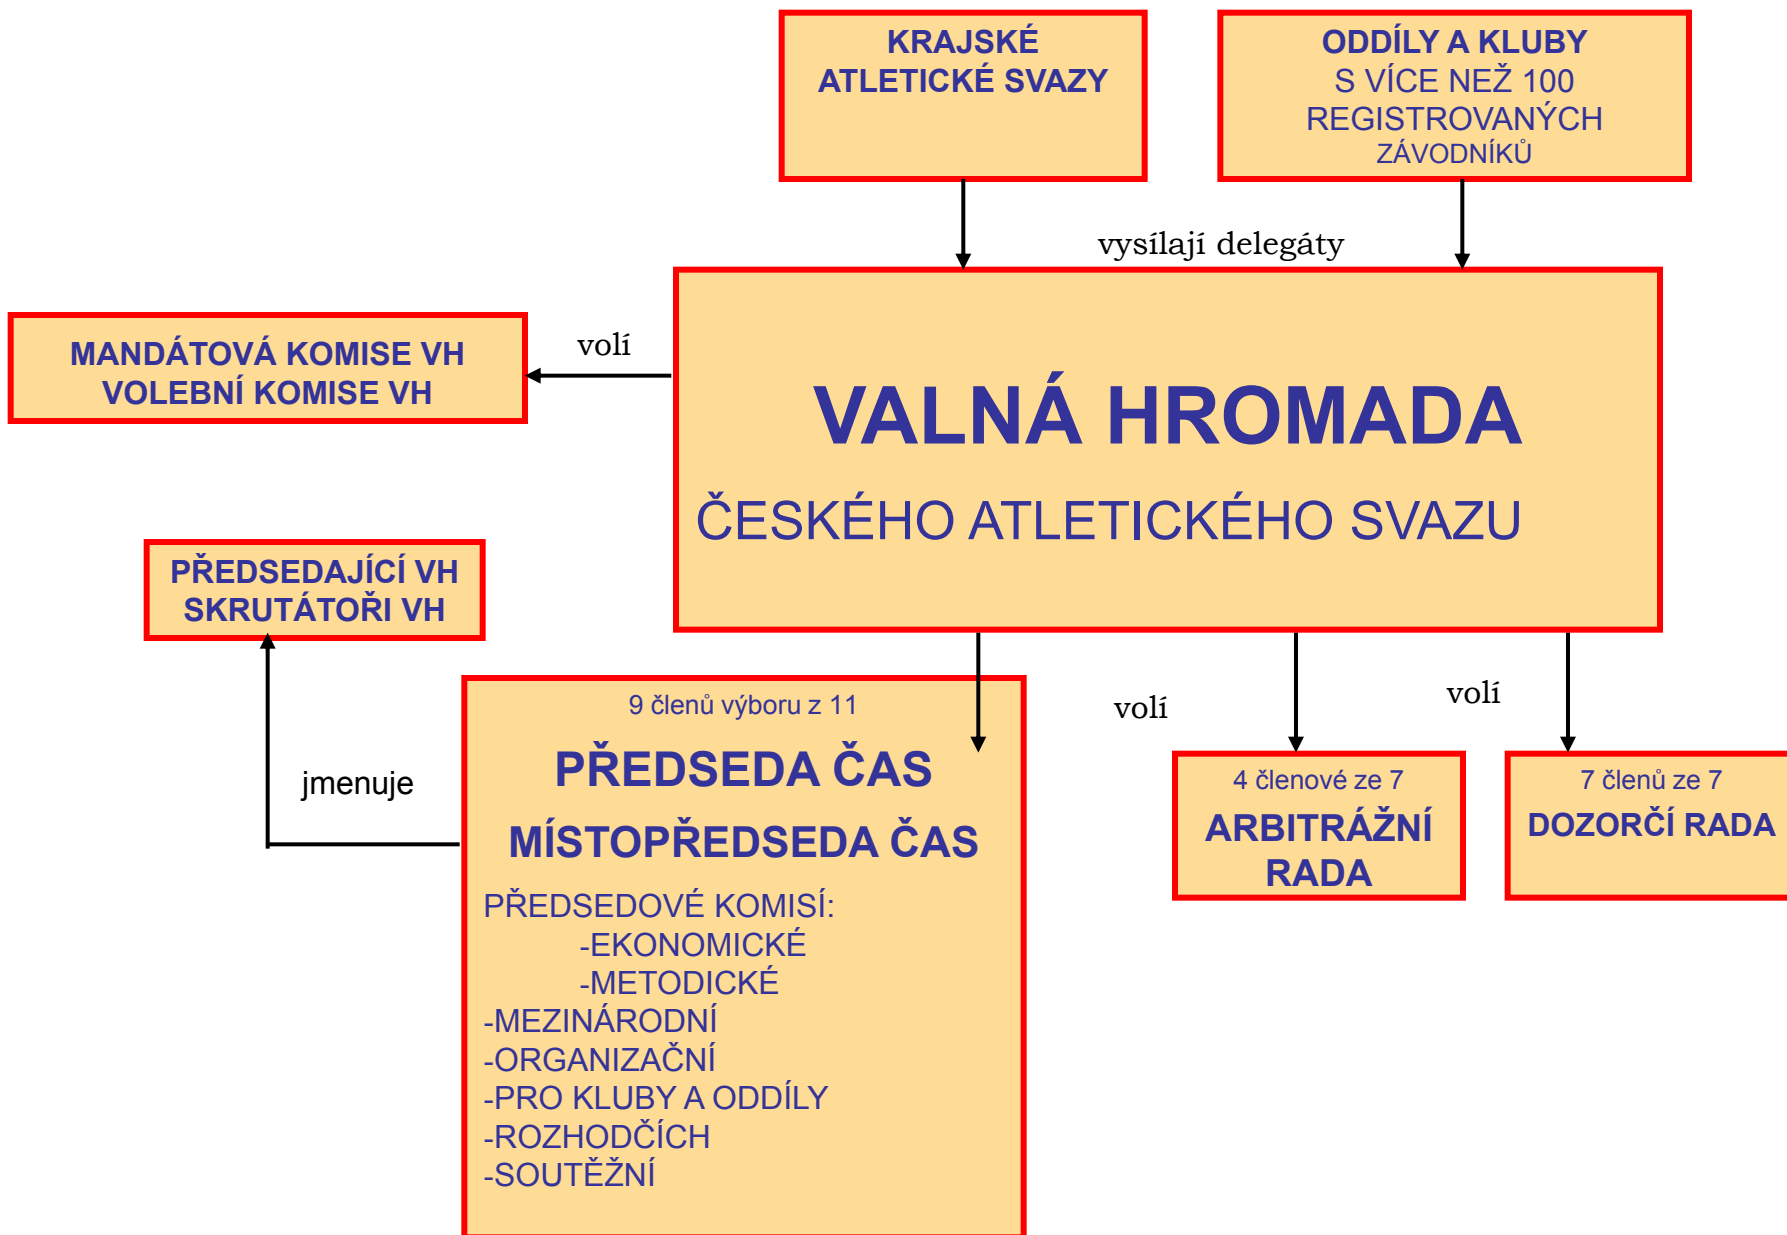 KRAJSKÉ
ATLETICKÉ SVAZY
ODDÍLY A KLUBY
S VÍCE NEŽ 100
REGISTROVANÝCH
ZÁVODNÍKŮ
vysílají delegáty
MANDÁTOVÁ KOMISE VH
VOLEBNÍ KOMISE VH
volí
VALNÁ HROMADA
ČESKÉHO ATLETICKÉHO SVAZU
PŘEDSEDAJÍCÍ VH
SKRUTÁTOŘI VH
jmenuje
9 členů výboru z 11
PŘEDSEDA ČAS
MÍSTOPŘEDSEDA ČAS
PŘEDSEDOVÉ KOMISÍ:
-EKONOMICKÉ
-METODICKÉ
-MEZINÁRODNÍ
-ORGANIZAČNÍ
-PRO KLUBY A ODDÍLY
-ROZHODČÍCH
-SOUTĚŽNÍ
volí
4 členové ze 7
ARBITRÁŽNÍ
RADA
volí
7 členů ze 7
DOZORČÍ RADA